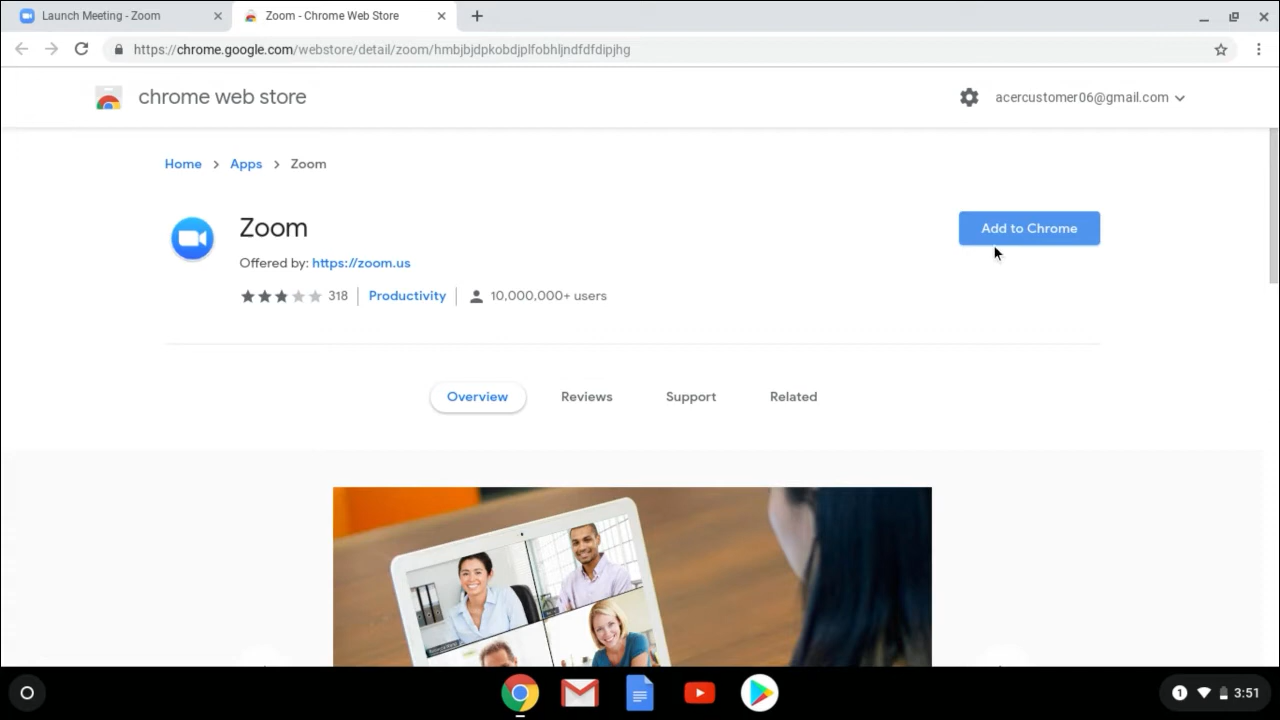 Launch Meeting - Zoom
Zoom - Chrome Web Store
https://chrome.google.com/webstore/detail/zoom/hmbjbjdpkobdjplfobhljndfdfdipjhg
chrome web store
acercustomer06@gmail.com
Home > Apps > Zoom
Zoom
Add to Chrome
Offered by: https://zoom.us
318 Productivity 10,000,000+ users
Overview Reviews Support Related
1 3:51